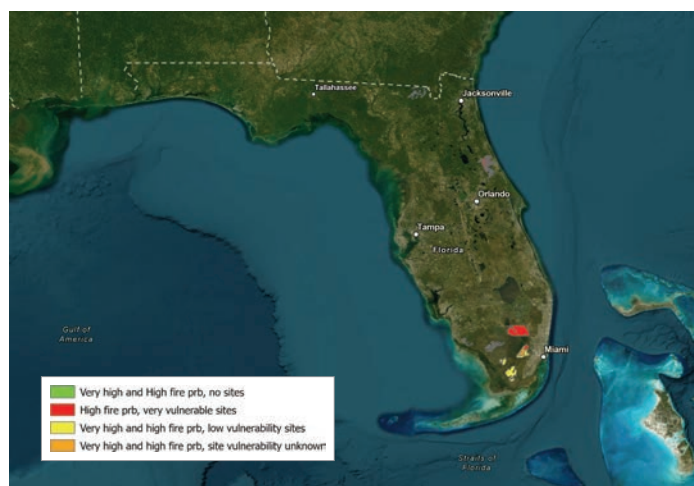 Tallahassee
Jacksonville
Orlando
Tampa
Florida
Gulf of
America
Miami
Very high and High fire prb, no sites
High fire prb, very vulnerable sites
Very high and high fire prb, low vulnerability sites
Very high and high fire prb, site vulnerability unknown
Straits of
Florida